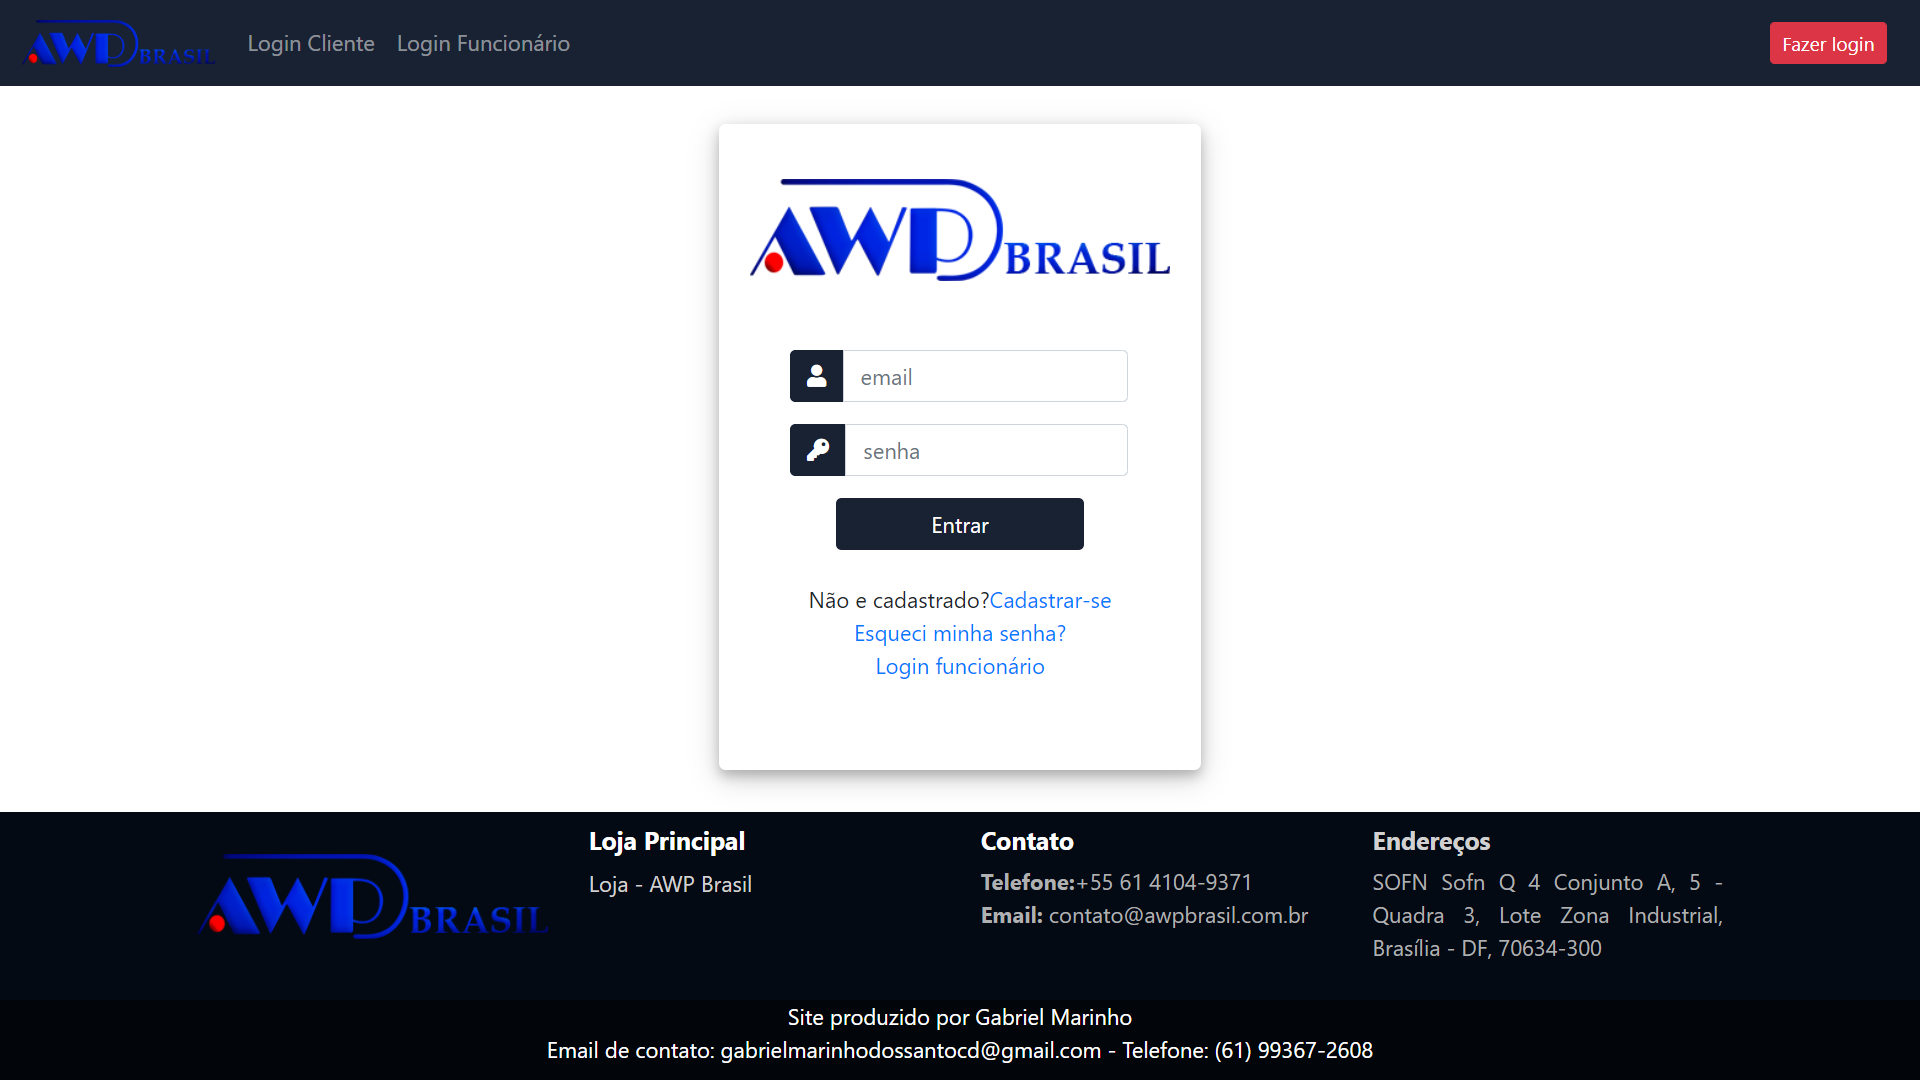 AWP BRASIL
Login Cliente
Login Funcionário
Fazer login
AWP BRASIL
email
senha
Entrar
Não e cadastrado?Cadastrar-se
Esqueci minha senha?
Login funcionário
AWP BRASIL
Loja Principal
Loja - AWP Brasil
Contato
Telefone:+55 61 4104-9371
Email: contato@awpbrasil.com.br
Endereços
SOFN Sofn Q 4 Conjunto A, 5 -
Quadra 3, Lote Zona Industrial,
Brasília - DF, 70634-300
Site produzido por Gabriel Marinho
Email de contato: gabrielmarinhodossantocd@gmail.com - Telefone: (61) 99367-2608